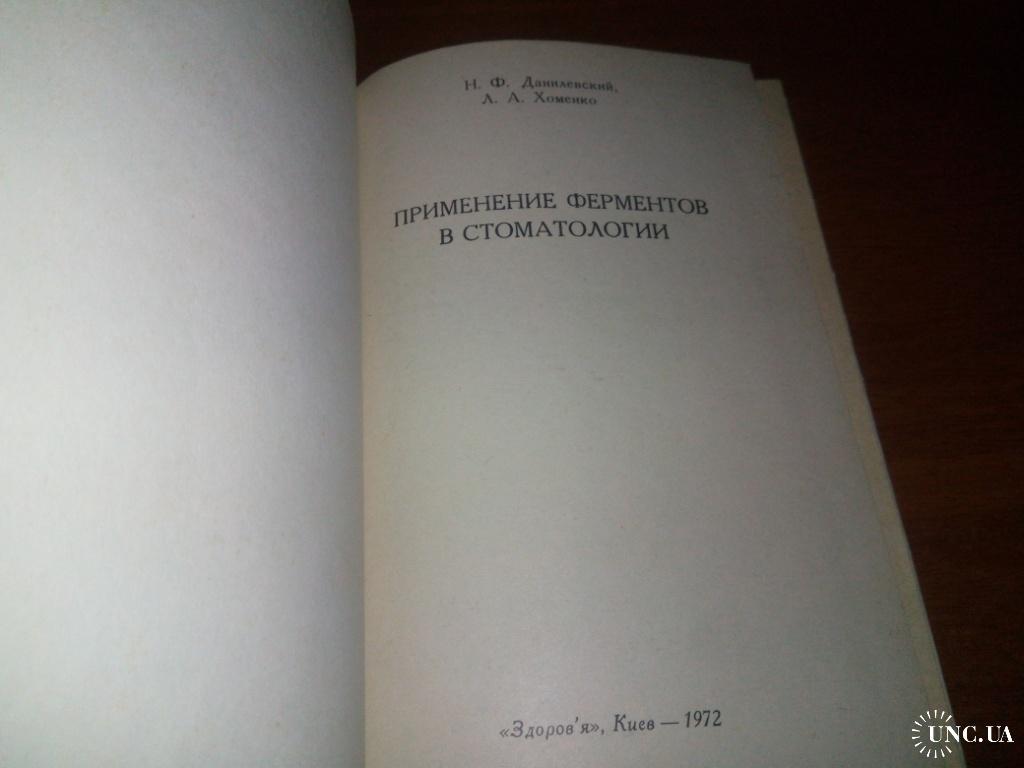 Н. Ф. Данилевский,
Л. А. Хоменко
ПРИМЕНЕНИЕ ФЕРМЕНТОВ
В СТОМАТОЛОГИИ
«Здоров'я», Киев — 1972
UNC.UA